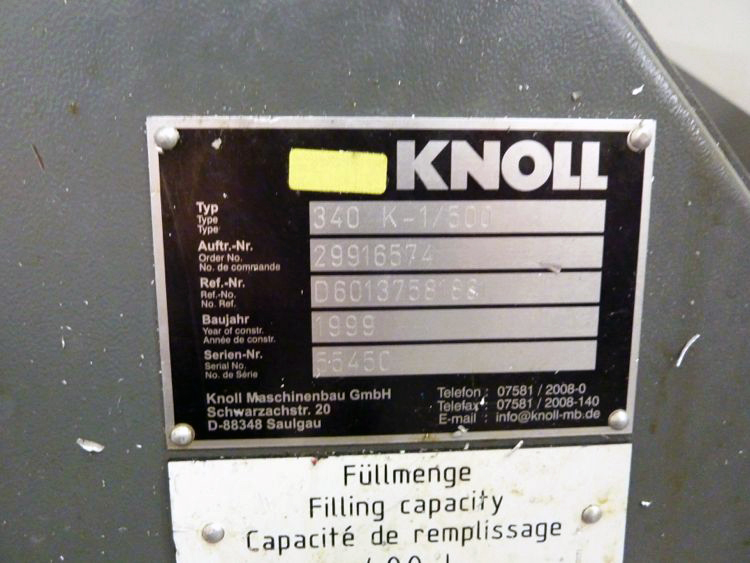 KNOLL
Typ
Type
Type
340 K-1/500
Auftr.-Nr.
Order No.
No. de commande
29916574
Ref.-Nr.
Ref.-No.
No. Ref.
Baujahr
Year of constr.
Année de constr.
1999
Serien-Nr.
Serial No.
No. de Série
Knoll Maschinenbau GmbH
Schwarzachstr. 20
D-88348 Saulgau
Telefon : 07581 / 2008-0
Telefax : 07581 / 2008-140
E-mail : info@knoll-mb.de
Füllmenge
Filling capacity
Capacité de remplissage